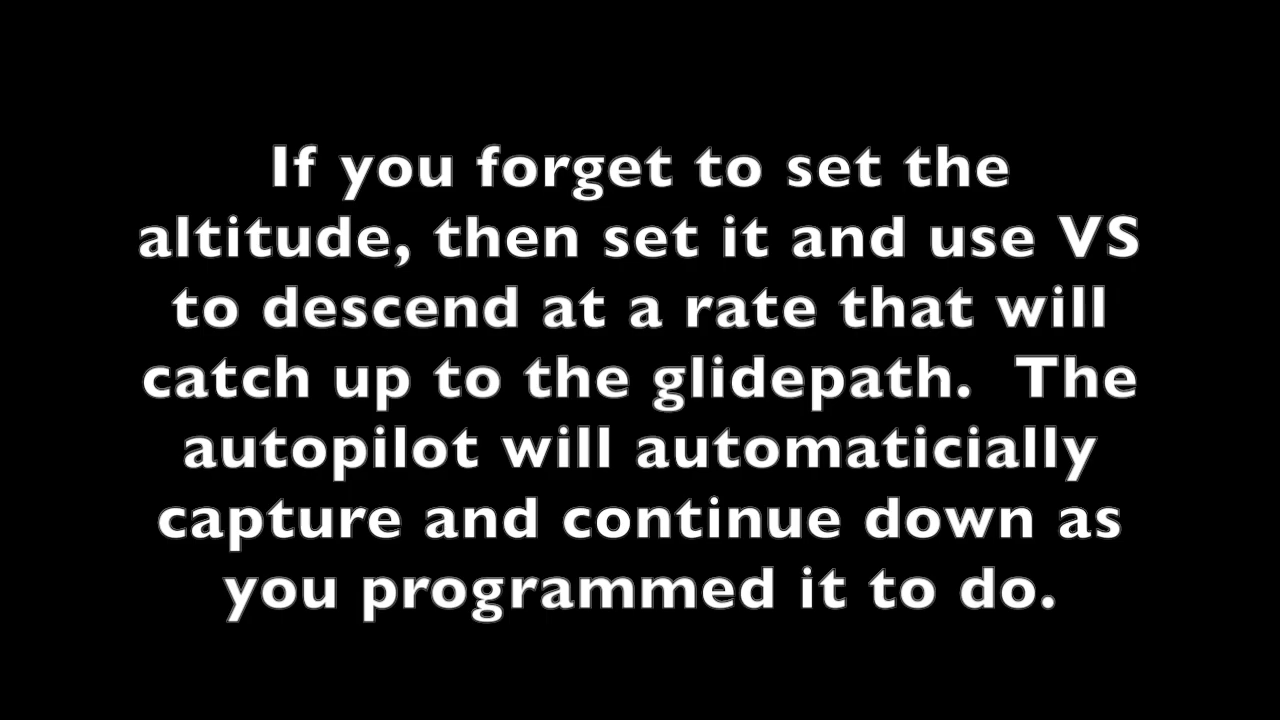 If you forget to set the
altitude, then set it and use VS
to descend at a rate that will
catch up to the glidepath.  The
autopilot will automaticially
capture and continue down as
you programmed it to do.